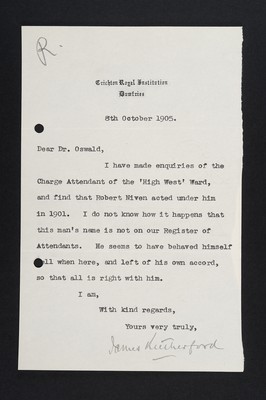 R.
Crichton Royal Institution
Dumfries
8th October 1905.
Dear Dr. Oswald,
I have made enquiries of the
Charge Attendant of the 'High West' Ward,
and find that Robert Niven acted under him
in 1901. I do not know how it happens that
this man's name is not on our Register of
Attendants. He seems to have behaved himself
well when here, and left of his own accord,
so that all is right with him.
I am,
With kind regards,
Yours very truly,
James Rutherford